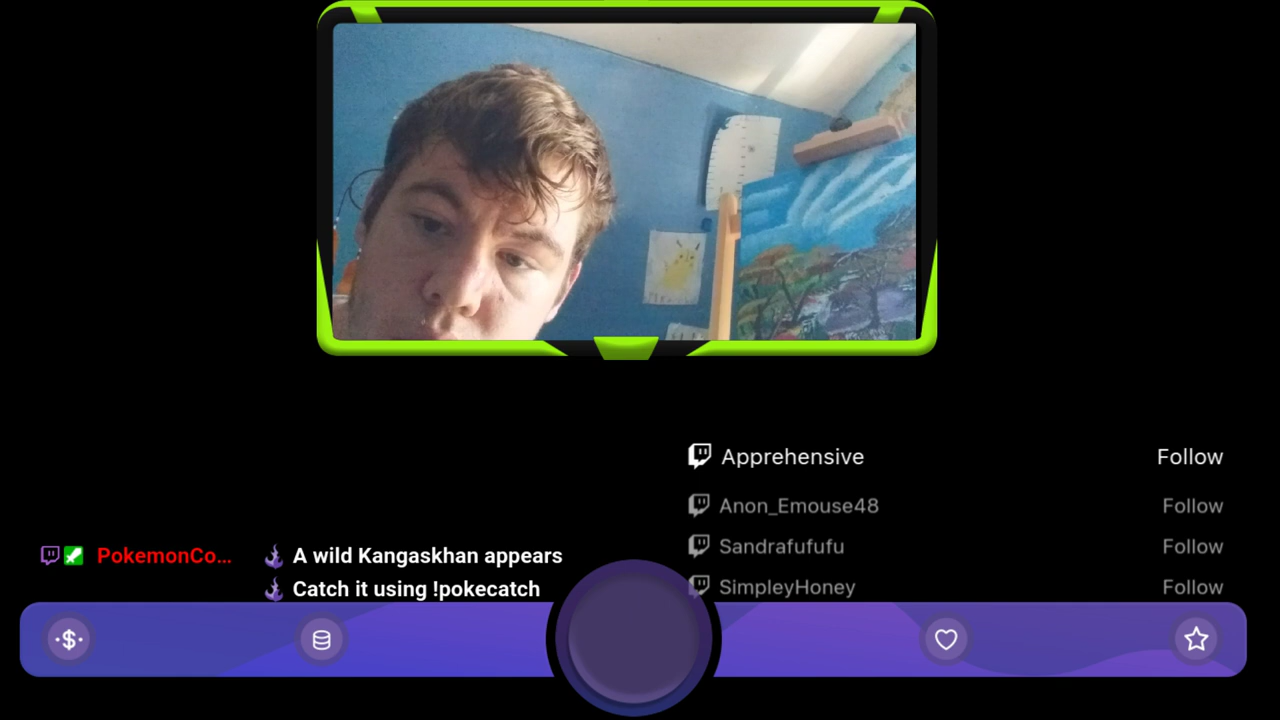 Apprehensive Follow
Anon_Emouse48 Follow
Sandrafufufu Follow
SimpleyHoney Follow
PokemonCo... A wild Kangaskhan appears
Catch it using !pokecatch
$